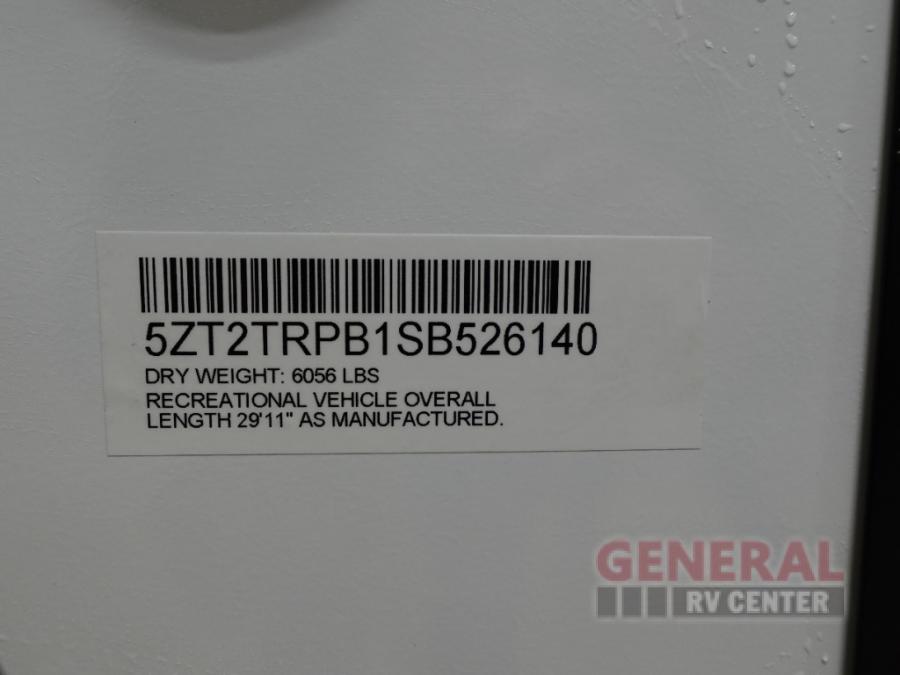 5ZT2TRPB1SB526140
DRY WEIGHT: 6056 LBS
RECREATIONAL VEHICLE OVERALL
LENGTH 29'11" AS MANUFACTURED.
GENERAL
RV CENTER